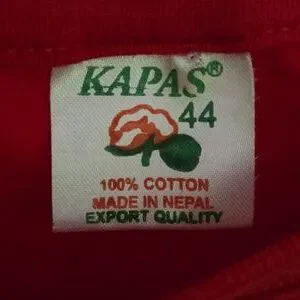 KAPAS®
44
100% COTTON
MADE IN NEPAL
EXPORT QUALITY